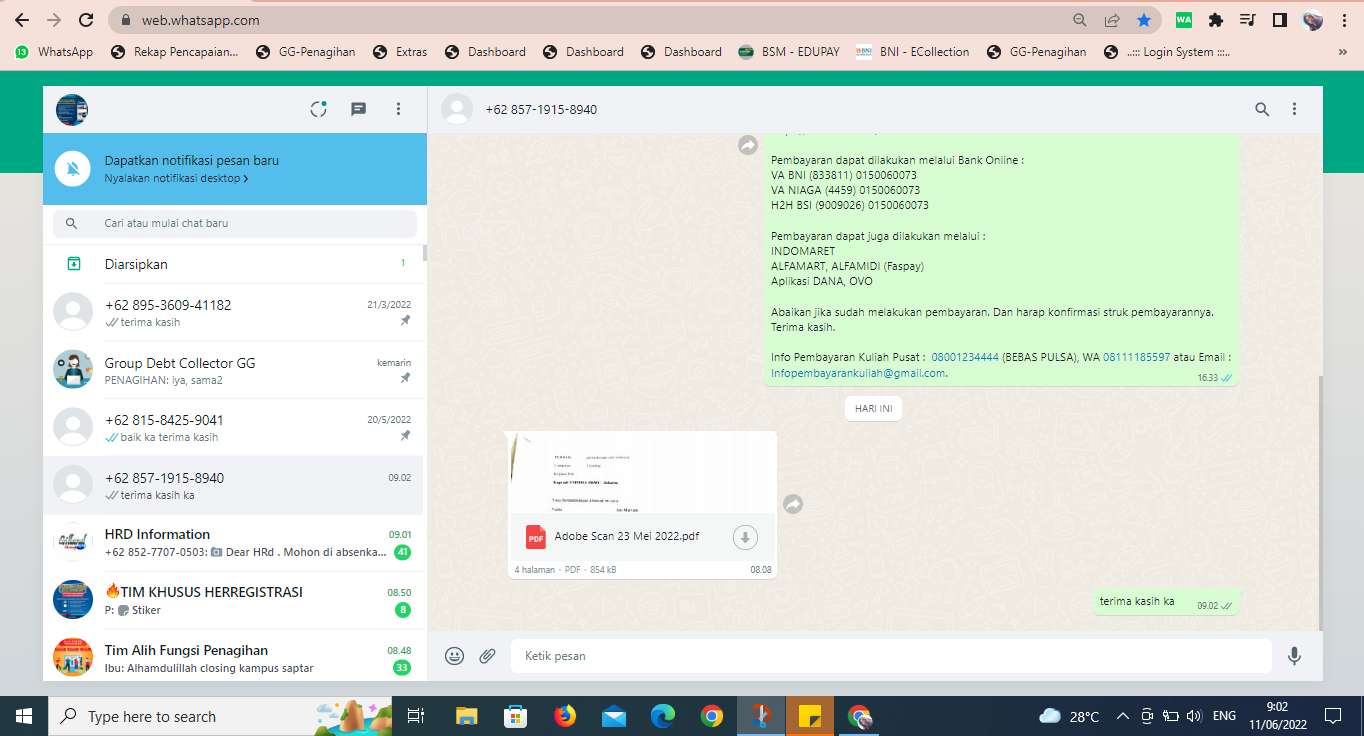 web.whatsapp.com
13 WhatsApp
Rekap Pencapaian...
GG-Penagihan
Extras
Dashboard
Dashboard
Dashboard
BSM - EDUPAY
BNI - ECollection
GG-Penagihan
..::: Login System :::..
»
WA
Dapatkan notifikasi pesan baru
Nyalakan notifikasi desktop >
Cari atau mulai chat baru
Diarsipkan
1
+62 895-3609-41182
21/3/2022
terima kasih
Group Debt Collector GG
kemarin
PENAGIHAN: iya, sama2
+62 815-8425-9041
20/5/2022
baik ka terima kasih
+62 857-1915-8940
09.02
terima kasih ka
HRD Information
09.01
+62 852-7707-0503: 📷 Dear HRd . Mohon di absenka...
41
🔥TIM KHUSUS HERREGISTRASI
08.50
P: Stiker
8
Tim Alih Fungsi Penagihan
08.48
Ibu: Alhamdulillah closing kampus saptar
33
+62 857-1915-8940
Pembayaran dapat dilakukan melalui Bank Online :
VA BNI (833811) 0150060073
VA NIAGA (4459) 0150060073
H2H BSI (9009026) 0150060073
Pembayaran dapat juga dilakukan melalui :
INDOMARET
ALFAMART, ALFAMIDI (Faspay)
Aplikasi DANA, OVO
Abaikan jika sudah melakukan pembayaran. Dan harap konfirmasi struk pembayarannya.
Terima kasih.
Info Pembayaran Kuliah Pusat : 08001234444 (BEBAS PULSA), WA 08111185597 atau Email :
Infopembayarankuliah@gmail.com.
16.33
HARI INI
PDF
Adobe Scan 23 Mei 2022.pdf
4 halaman - PDF - 854 kB
08.08
terima kasih ka
09.02
Ketik pesan
Type here to search
28°C
ENG
9:02
11/06/2022